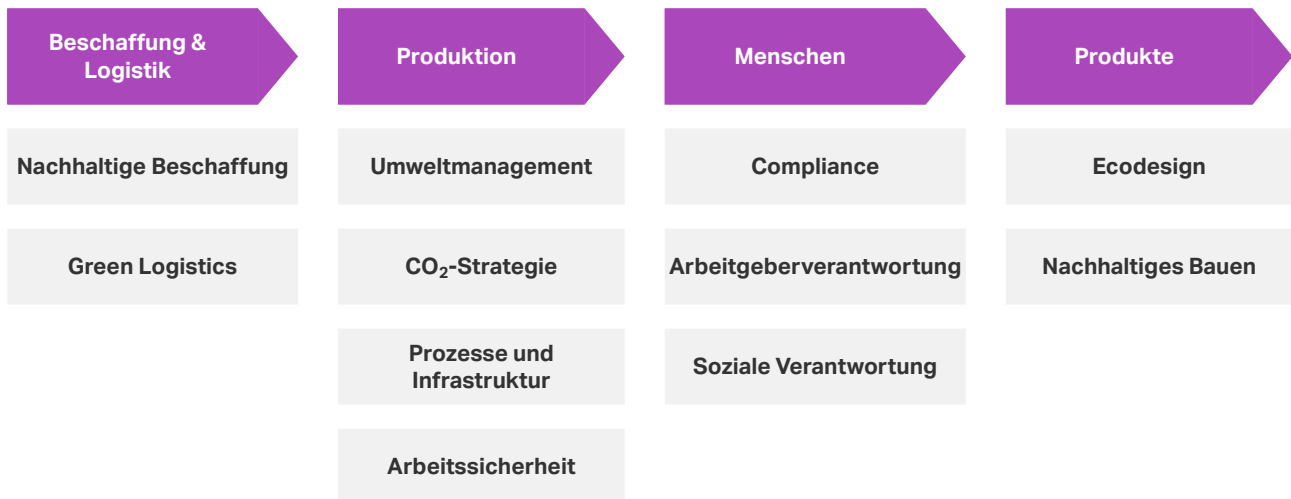 Beschaffung &
Logistik
Produktion
Menschen
Produkte
Nachhaltige Beschaffung
Umweltmanagement
Compliance
Ecodesign
Green Logistics
CO₂-Strategie
Arbeitgeberverantwortung
Nachhaltiges Bauen
Prozesse und
Infrastruktur
Soziale Verantwortung
Arbeitssicherheit